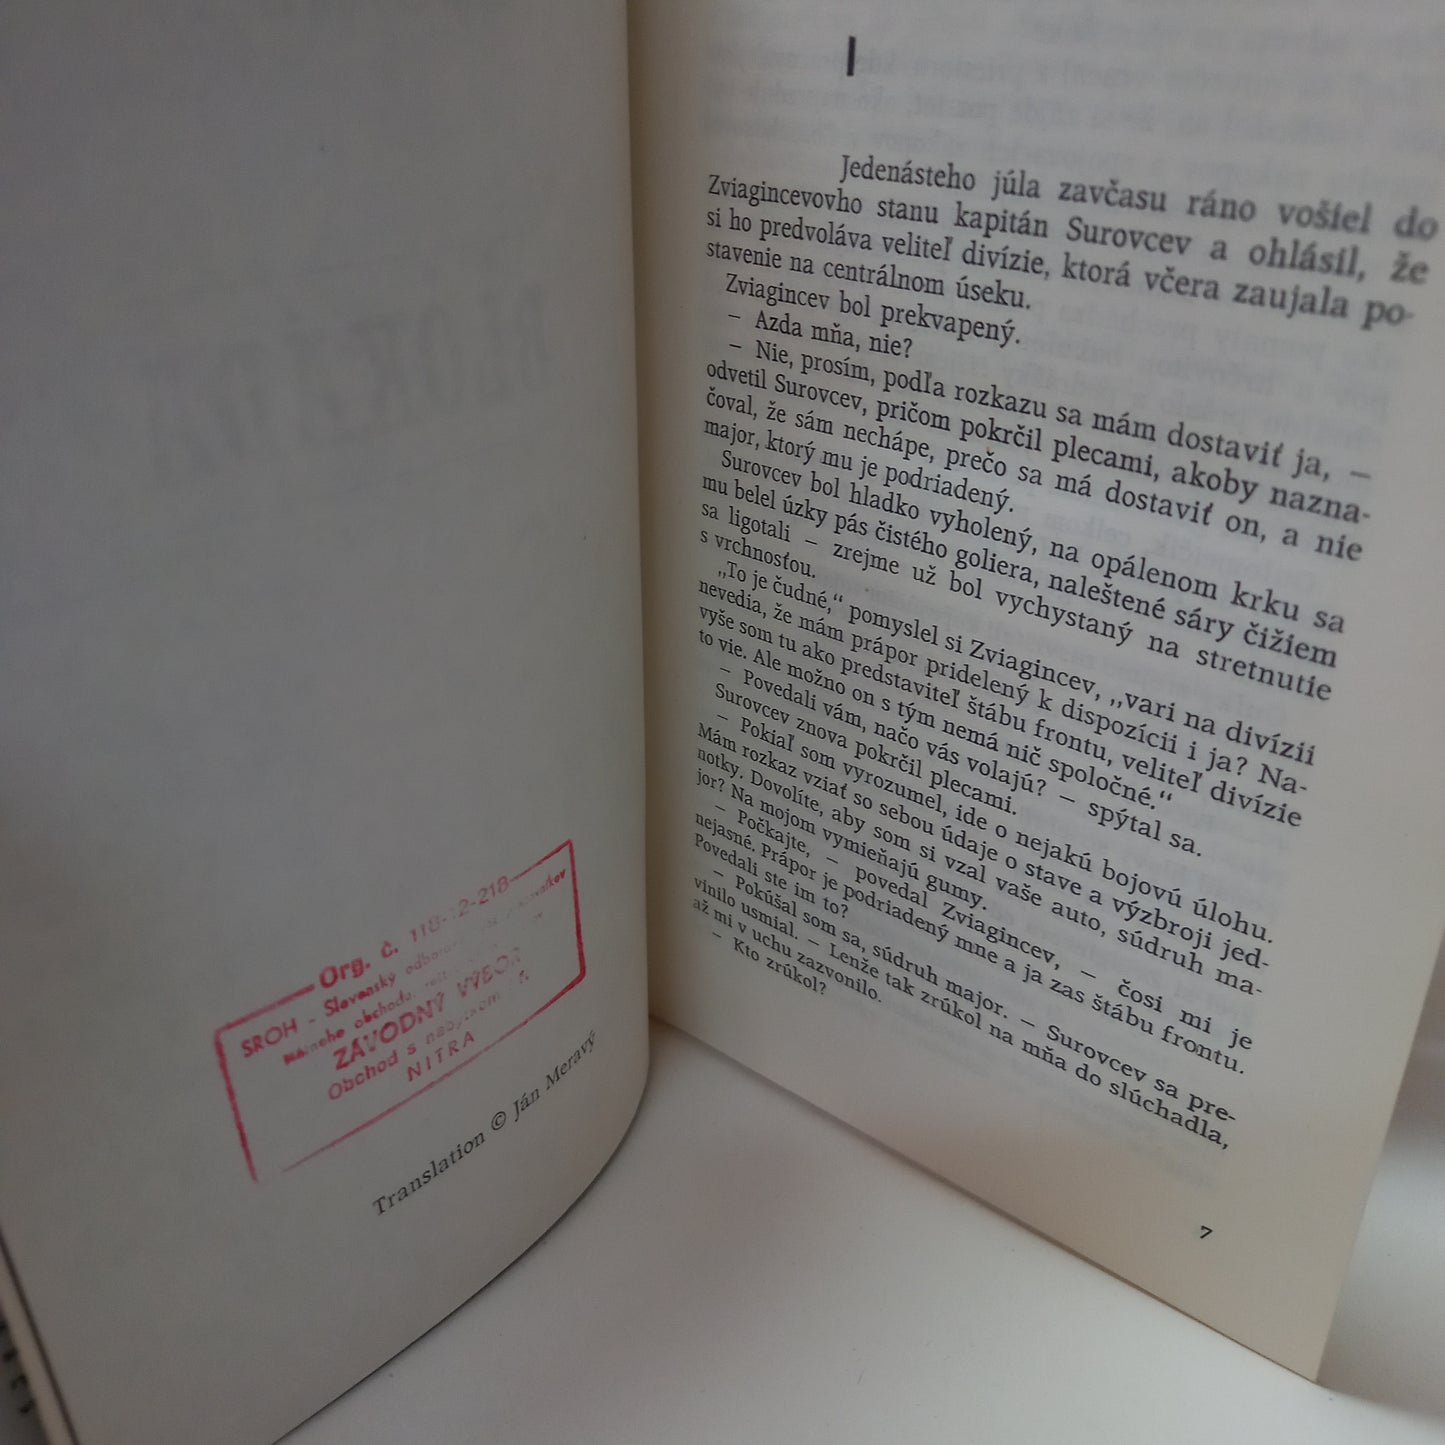 Org. č. 118-12-218
SROH - Slovenský odborový
obchodu
ZÁVODNÝ VÝBOR
Obchod s nábytkom
NITRA
Translation © Ján Meravý
I
Jedenásteho júla zavčasu ráno vošiel do
Zviagincevovho stanu kapitán Surovcev a ohlásil, že
si ho predvoláva veliteľ divízie, ktorá včera zaujala po-
stavenie na centrálnom úseku.
Zviagincev bol prekvapený.
– Azda mňa, nie?
– Nie, prosím, podľa rozkazu sa mám dostaviť ja, –
odvetil Surovcev, pričom pokrčil plecami, akoby nazna-
čoval, že sám nechápe, prečo sa má dostaviť on, a nie
major, ktorý mu je podriadený.
Surovcev bol hladko vyholený, na opálenom krku sa
mu belel úzky pás čistého goliera, naleštené sáry čižiem
sa ligotali – zrejme už bol vychystaný na stretnutie
s vrchnosťou.
„To je čudné,“ pomyslel si Zviagincev, „vari na divízii
nevedia, že mám prápor pridelený k dispozícii i ja? Na-
vyše som tu ako predstaviteľ štábu frontu, veliteľ divízie
to vie. Ale možno on s tým nemá nič spoločné.“
– Povedali vám, načo vás volajú? – spýtal sa.
Surovcev znova pokrčil plecami.
– Pokiaľ som vyrozumel, ide o nejakú bojovú úlohu.
Mám rozkaz vziať so sebou údaje o stave a výzbroji jed-
notky. Dovolíte, aby som si vzal vaše auto, súdruh ma-
jor? Na mojom vymieňajú gumy.
– Počkajte, – povedal Zviagincev, – čosi mi je
nejasné. Prápor je podriadený mne a ja zas štábu frontu.
Povedali ste im to?
– Pokúšal som sa, súdruh major. – Surovcev sa pre-
vinilo usmial. – Lenže tak zrúkol na mňa do slúchadla,
až mi v uchu zazvonilo.
– Kto zrúkol?
7